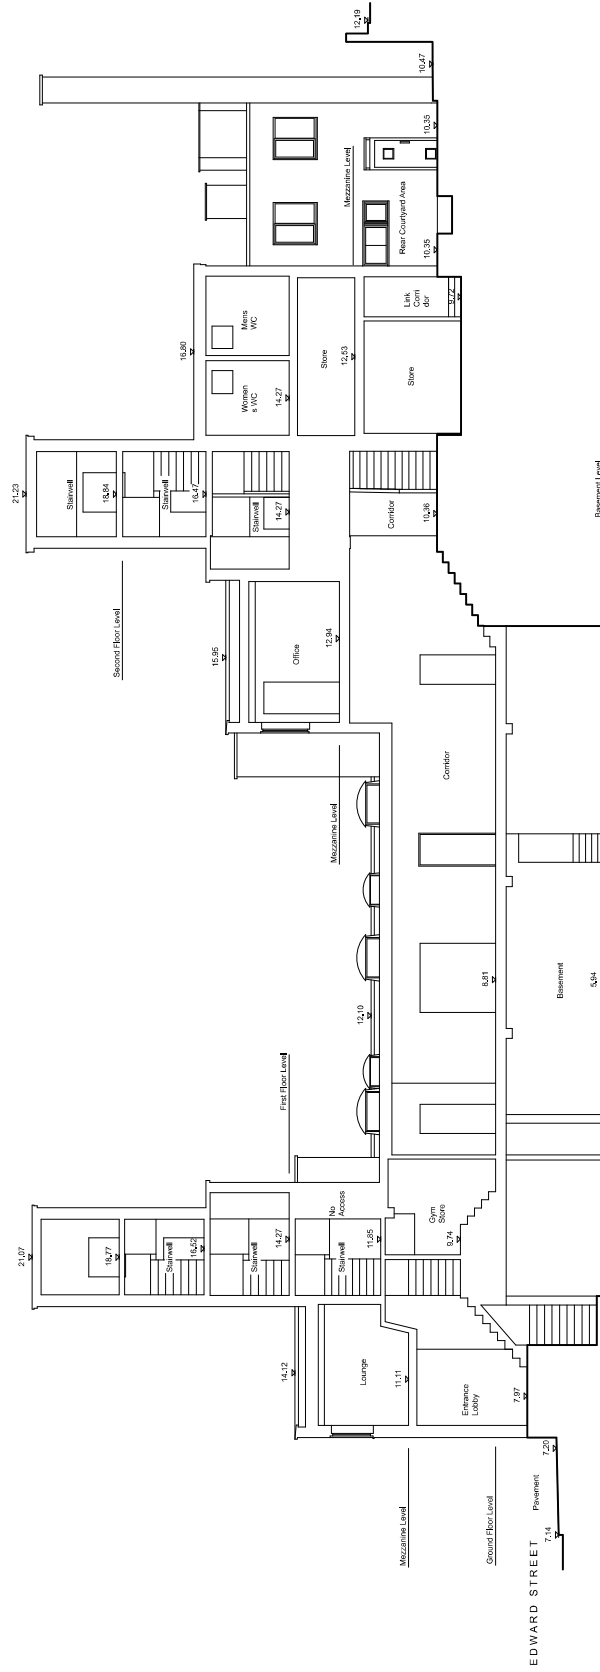 EDWARD STREET
7.14
Pavement
7.20
Ground Floor Level
Mezzanine Level
7.97
Entrance
Lobby
11.11
Lounge
14.12
21.07
18.77
16.52
Stairwell
14.27
Stairwell
11.85
Stairwell
No
Access
Gym
Store
9.74
First Floor Level
12.10
8.81
Basement
5.94
Mezzanine Level
Corridor
15.95
Office
12.94
Second Floor Level
21.23
Stairwell
18.84
Stairwell
16.47
Stairwell
14.27
Corridor
10.36
Basement Level
16.80
Women
s WC
14.27
Mens
WC
Store
12.53
Store
Link
Corri
dor
9.72
Mezzanine Level
Rear Courtyard Area
10.35
10.35
10.47
12.19